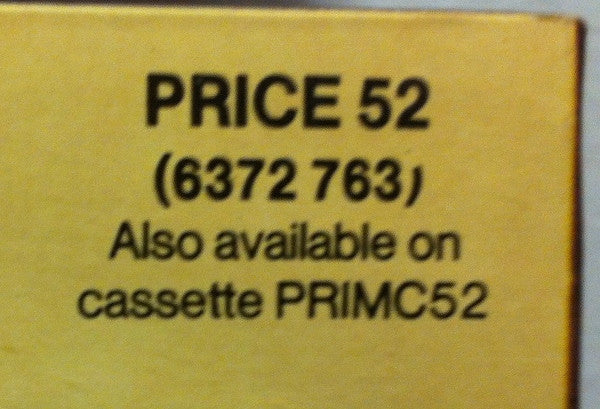 PRICE 52
(6372 763)
Also available on
cassette PRIMC52